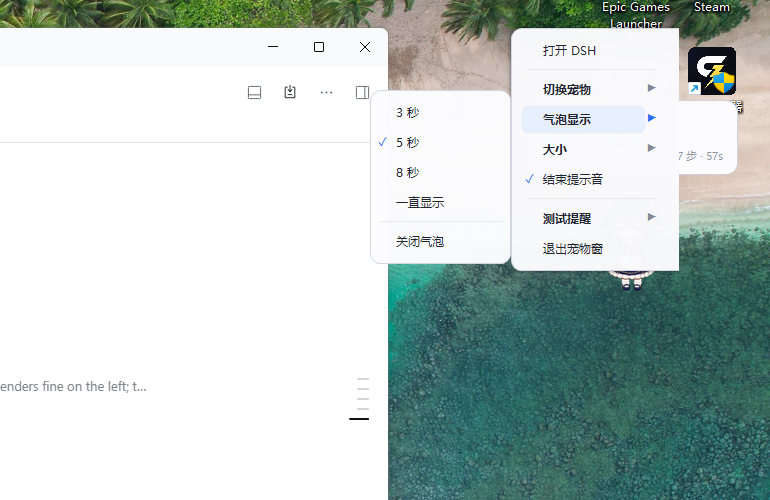 Epic Games
Launcher
Steam
打开 DSH
切换宠物
气泡显示
大小
结束提示音
测试提醒
退出宠物窗
3 秒
5 秒
8 秒
一直显示
关闭气泡
7 步 · 57s
enders fine on the left; t...